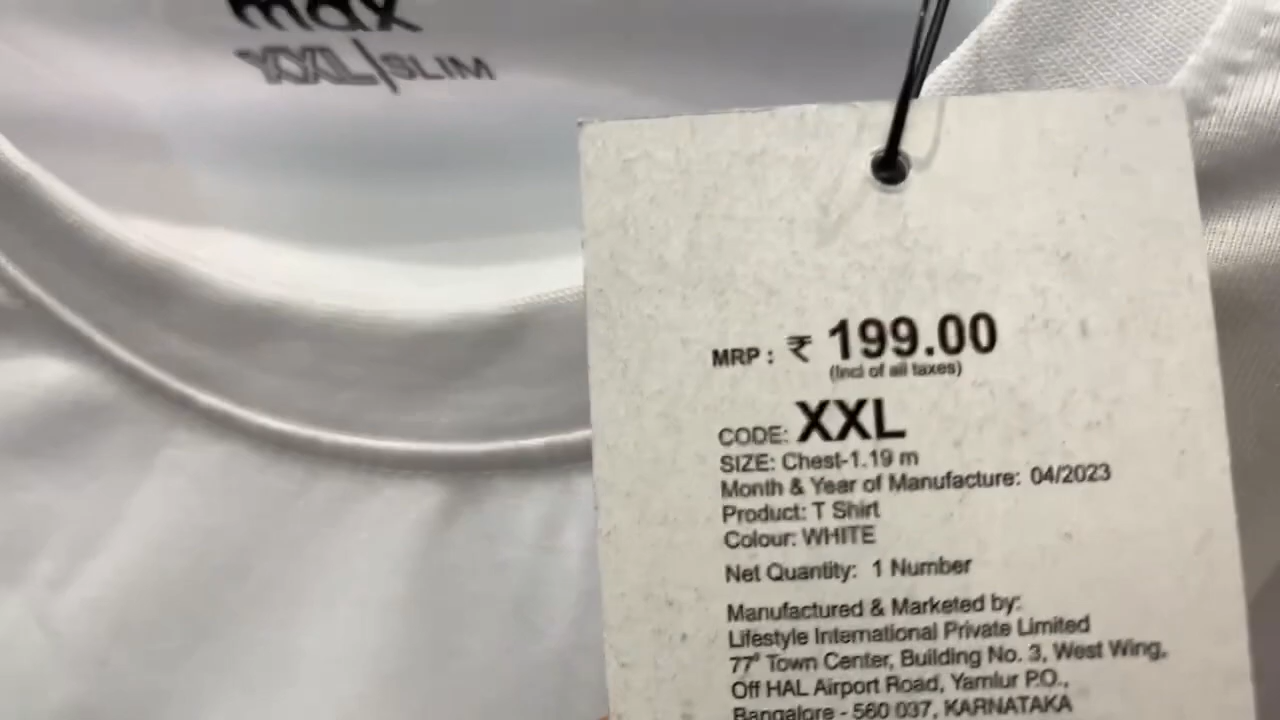 max
XXL|SLIM
MRP : ₹ 199.00
(Incl of all taxes)
CODE: XXL
SIZE: Chest-1.19 m
Month & Year of Manufacture: 04/2023
Product: T Shirt
Colour: WHITE
Net Quantity: 1 Number
Manufactured & Marketed by:
Lifestyle International Private Limited
77° Town Center, Building No. 3, West Wing,
Off HAL Airport Road, Yamlur P.O.,
Bangalore - 560 037, KARNATAKA